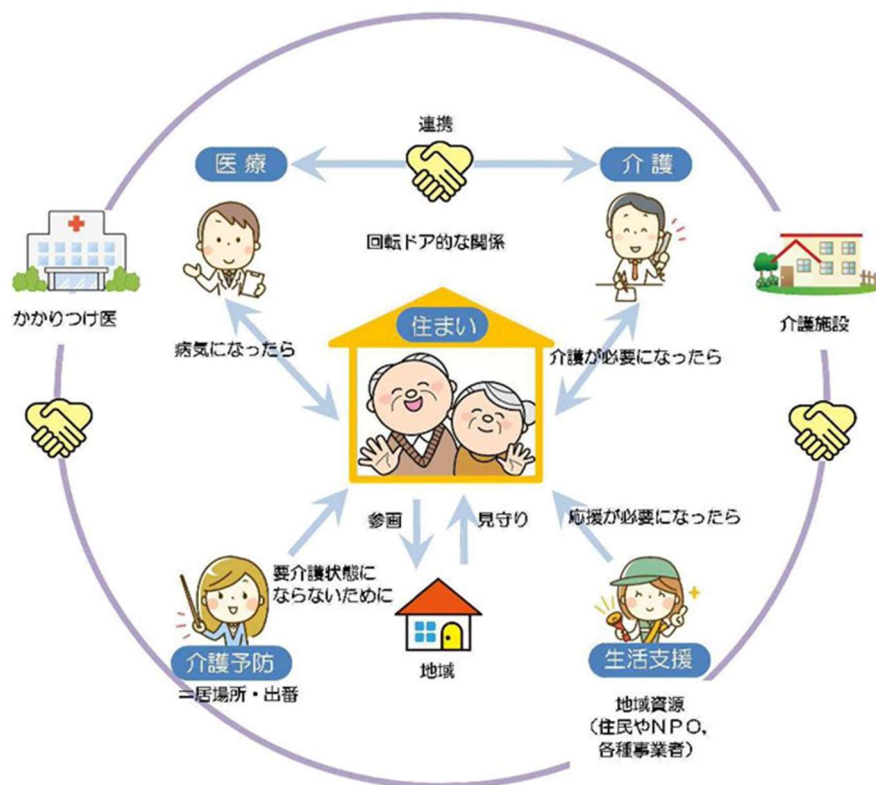 連携
医療
介護
回転ドア的な関係
かかりつけ医
住まい
介護施設
病気になったら
介護が必要になったら
参画
見守り
応援が必要になったら
要介護状態に
ならないために
介護予防
＝居場所・出番
地域
生活支援
地域資源
（住民やＮＰＯ，
各種事業者）